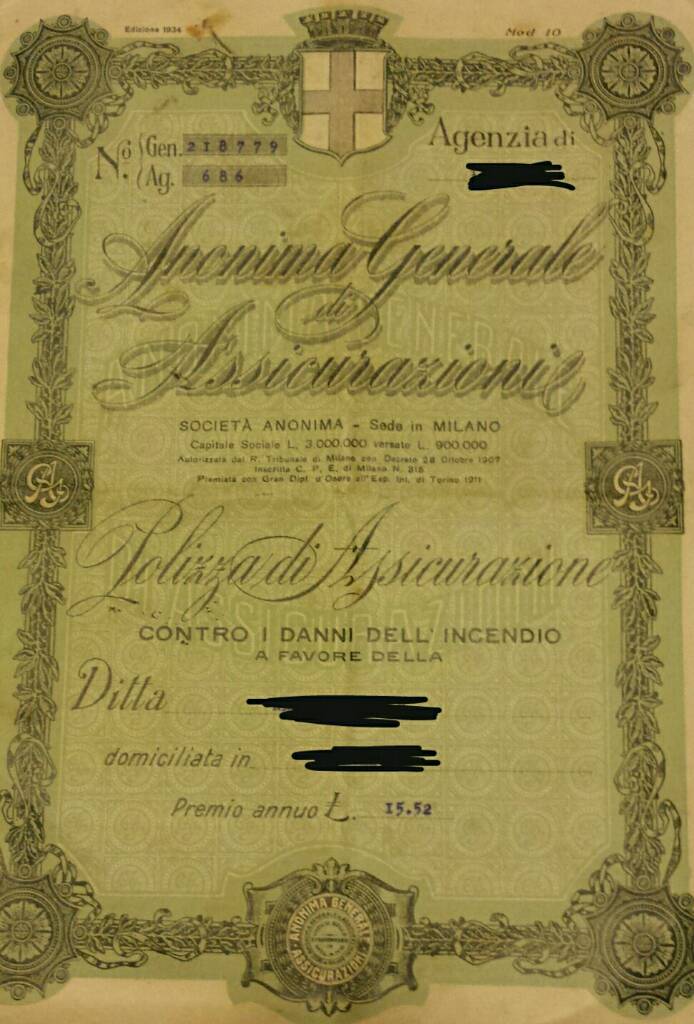 Edizione 1934
Mod 10
No. Gen. 218779
Ag. 686
Agenzia di
Anonima Generale
di
Assicurazioni
SOCIETÀ ANONIMA - Sede in MILANO
Capitale Sociale L. 3.000.000 versato L. 900.000
Autorizzata dal R. Tribunale di Milano con Decreto 28 Ottobre 1907
Inscritta C. P. E. di Milano N. 315
Premiata con Gran Dipl. d'Onore all'Esp. Int. di Torino 1911
Polizza di Assicurazione
CONTRO I DANNI DELL'INCENDIO
A FAVORE DELLA
Ditta
domiciliata in
Premio annuo £. 15.52
ANONIMA GENERALE
ASSICURAZIONI